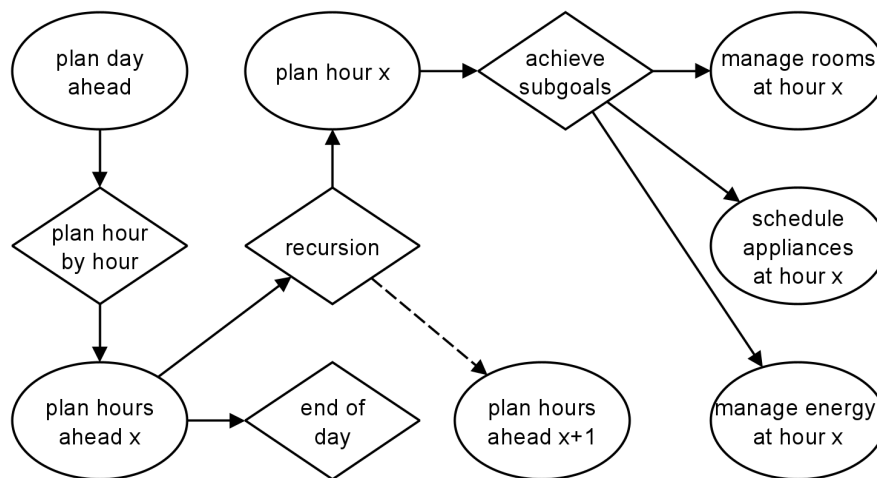 plan day
ahead
plan hour x
achieve
subgoals
manage rooms
at hour x
plan hour
by hour
recursion
schedule
appliances
at hour x
plan hours
ahead x
end of
day
plan hours
ahead x+1
manage energy
at hour x